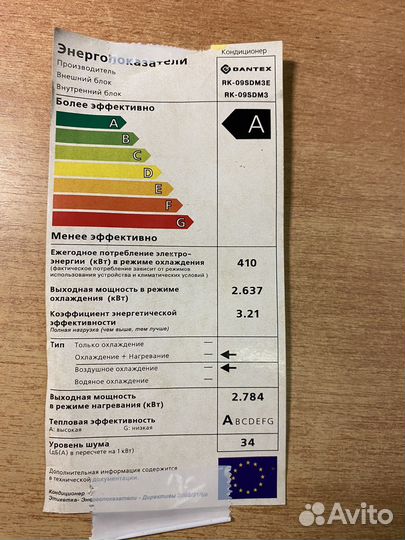 Энергопоказатели
Кондиционер
Производитель
DANTEX
Внешний блок
RK-09SDM3E
Внутренний блок
RK-09SDM3
Более эффективно
A
A
B
C
D
E
F
G
Менее эффективно
Ежегодное потребление электро-
энергии (кВт) в режиме охлаждения
410
(фактическое потребление зависит от режимов
использования устройства и климатических условий )
Выходная мощность в режиме
охлаждения (кВт)
2.637
Коэффициент энергетической
эффективности
3.21
Полная нагрузка (чем выше, тем лучше)
Тип
Только охлаждение —
Охлаждение + Нагревание —
Воздушное охлаждение —
Водяное охлаждение —
Выходная мощность
в режиме нагревания (кВт)
2.784
Тепловая эффективность
ABCDEFG
А: высокая G: низкая
Уровень шума
34
(дБ(А) в пересчете на 1 кВт)
Дополнительная информация содержится
в технической документации.
Кондиционер
Этикетка- Энергопоказатели - Директивы
Avito